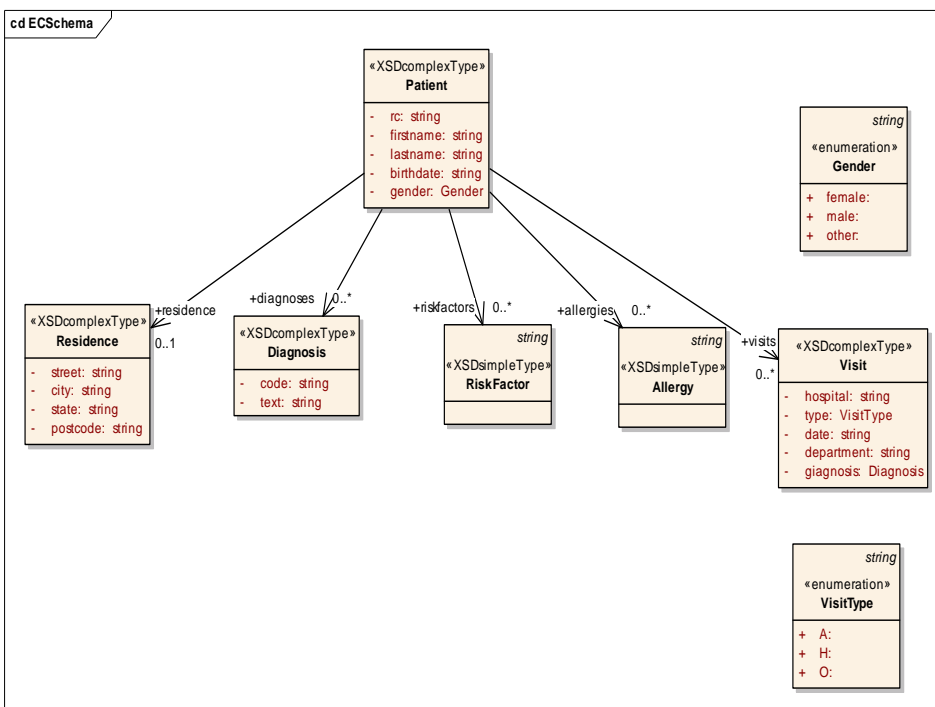 cd ECSchema
«XSDcomplexType»
Patient
- rc: string
- firstname: string
- lastname: string
- birthdate: string
- gender: Gender
string
«enumeration»
Gender
+ female:
+ male:
+ other:
+residence
0..1
+diagnoses
0..*
+riskfactors
0..*
+allergies
0..*
+visits
0..*
«XSDcomplexType»
Residence
- street: string
- city: string
- state: string
- postcode: string
«XSDcomplexType»
Diagnosis
- code: string
- text: string
string
«XSDsimpleType»
RiskFactor
string
«XSDsimpleType»
Allergy
«XSDcomplexType»
Visit
- hospital: string
- type: VisitType
- date: string
- department: string
- giagnosis: Diagnosis
string
«enumeration»
VisitType
+ A:
+ H:
+ O: